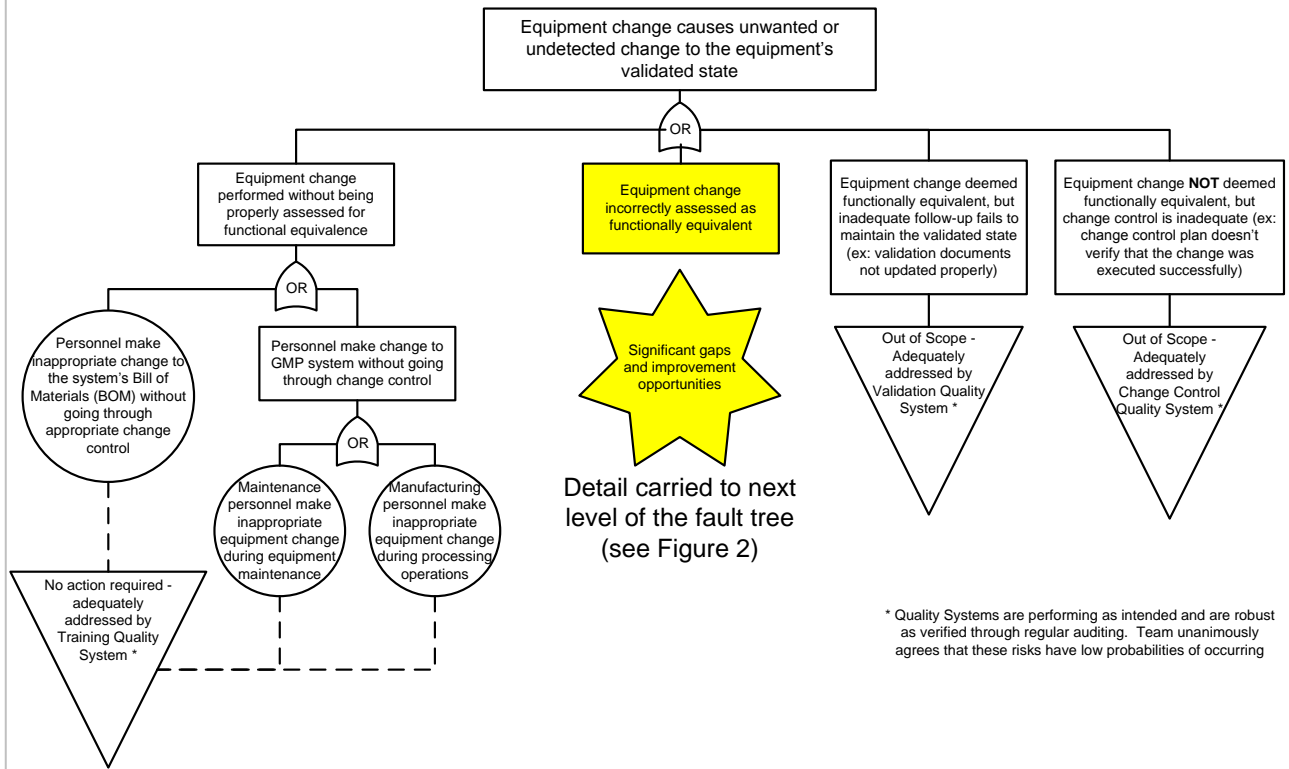 Equipment change causes unwanted or
undetected change to the equipment's
validated state
OR
Equipment change
performed without being
properly assessed for
functional equivalence
Equipment change
incorrectly assessed as
functionally equivalent
Equipment change deemed
functionally equivalent, but
inadequate follow-up fails to
maintain the validated state
(ex: validation documents
not updated properly)
Equipment change NOT deemed
functionally equivalent, but
change control is inadequate (ex:
change control plan doesn't
verify that the change was
executed successfully)
OR
Personnel make
inappropriate change to
the system's Bill of
Materials (BOM) without
going through
appropriate change
control
Personnel make change to
GMP system without going
through change control
Significant gaps
and improvement
opportunities
Out of Scope -
Adequately
addressed by
Validation Quality
System *
Out of Scope -
Adequately
addressed by
Change Control
Quality System *
OR
Maintenance
personnel make
inappropriate
equipment change
during equipment
maintenance
Manufacturing
personnel make
inappropriate
equipment change
during processing
operations
Detail carried to next
level of the fault tree
(see Figure 2)
No action required -
adequately
addressed by
Training Quality
System *
* Quality Systems are performing as intended and are robust
as verified through regular auditing. Team unanimously
agrees that these risks have low probabilities of occurring